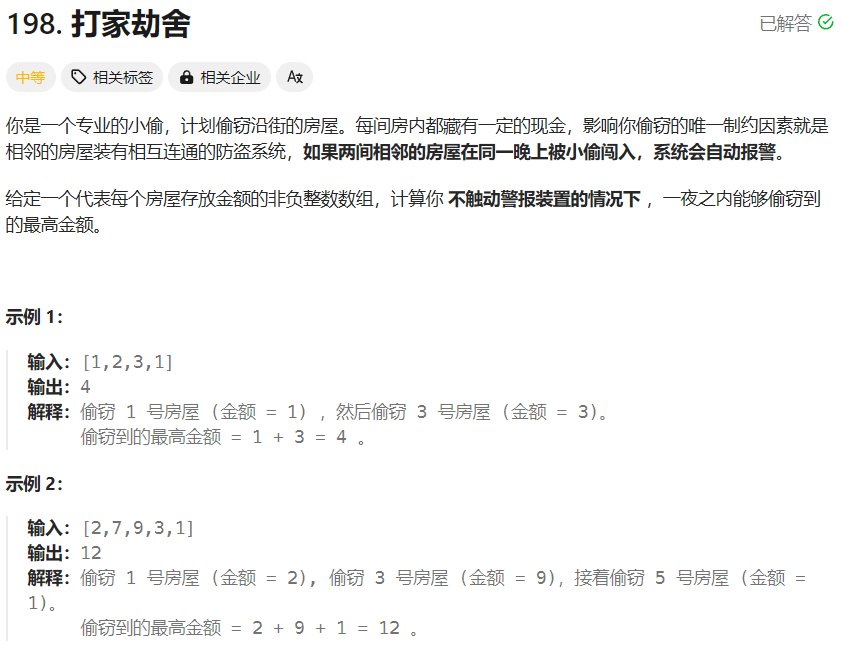 198. 打家劫舍
已解答
中等 相关标签 相关企业
你是一个专业的小偷，计划偷窃沿街的房屋。每间房内都藏有一定的现金，影响你偷窃的唯一制约因素就是
相邻的房屋装有相互连通的防盗系统，如果两间相邻的房屋在同一晚上被小偷闯入，系统会自动报警。
给定一个代表每个房屋存放金额的非负整数数组，计算你 不触动警报装置的情况下 ，一夜之内能够偷窃到
的最高金额。
示例 1：
输入：[1,2,3,1]
输出：4
解释：偷窃 1 号房屋 (金额 = 1) ，然后偷窃 3 号房屋 (金额 = 3)。
偷窃到的最高金额 = 1 + 3 = 4 。
示例 2：
输入：[2,7,9,3,1]
输出：12
解释：偷窃 1 号房屋 (金额 = 2), 偷窃 3 号房屋 (金额 = 9)，接着偷窃 5 号房屋 (金额 =
1)。
偷窃到的最高金额 = 2 + 9 + 1 = 12 。